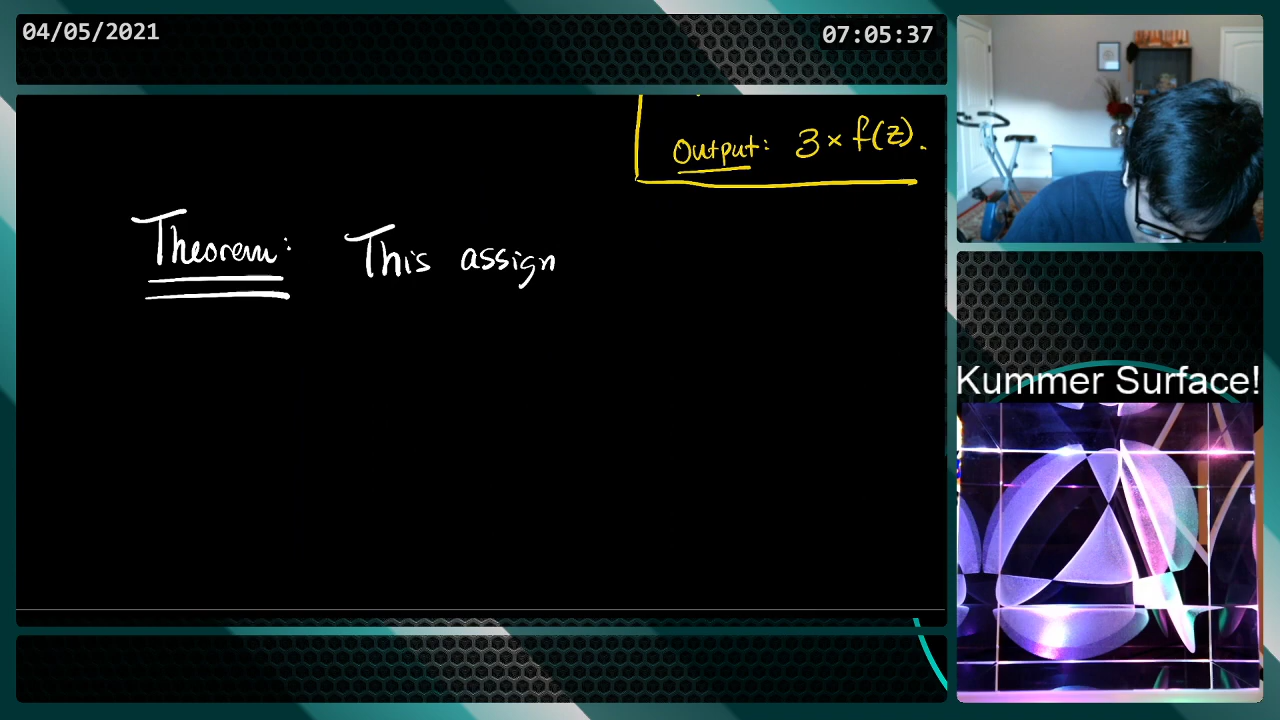 04/05/2021
07:05:37
Output: 3 × f(z).
Theorem: This assign
Kummer Surface!